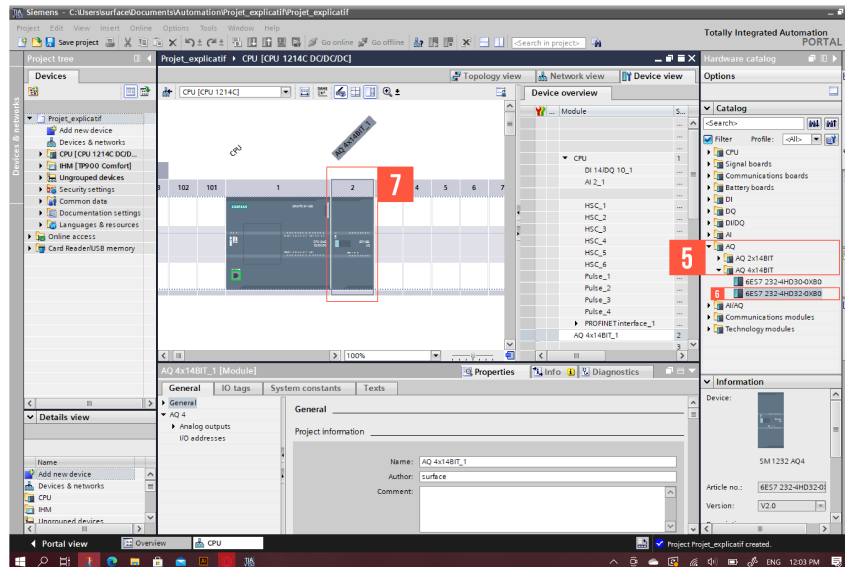 Siemens - C:\Users\surface\Documents\Automation\Projet_explicatif\Projet_explicatif
Project Edit View Insert Online Options Tools Window Help
Totally Integrated Automation
PORTAL
Save project
Go online
Go offline
<Search in project>
Project tree
Projet_explicatif ▸ CPU [CPU 1214C DC/DC/DC]
Hardware catalog
Devices
Topology view
Network view
Device view
Options
CPU [CPU 1214C]
Device overview
Devices & networks
Projet_explicatif
Add new device
Devices & networks
CPU [CPU 1214C DC/D...
IHM [TP900 Comfort]
Ungrouped devices
Security settings
Common data
Documentation settings
Languages & resources
Online access
Card Reader/USB memory
CPU
AQ 4x14BIT_1
3 102 101 1 2 4 5 6 7
7
SIEMENS
... Module S...
CPU 1
DI 14/DQ 10_1
AI 2_1
HSC_1
HSC_2
HSC_3
HSC_4
HSC_5
HSC_6
Pulse_1
Pulse_2
Pulse_3
Pulse_4
PROFINET interface_1
AQ 4x14BIT_1 2
3
100%
Catalog
<Search>
Filter Profile: <All>
CPU
Signal boards
Communications boards
Battery boards
DI
DQ
DI/DQ
AI
5
AQ
AQ 2x14BIT
AQ 4x14BIT
6ES7 232-4HD30-0XB0
6
6ES7 232-4HD32-0XB0
AI/AQ
Communications modules
Technology modules
AQ 4x14BIT_1 [Module]
Properties
Info
Diagnostics
General
IO tags
System constants
Texts
General
AQ 4
Analog outputs
I/O addresses
General
Project information
Name: AQ 4x14BIT_1
Author: surface
Comment:
Information
Device:
SM 1232 AQ4
Article no.: 6ES7 232-4HD32-0
Version: V2.0
Details view
Name
Add new device
Devices & networks
CPU
IHM
Ungrouped devices
Portal view
Overview
CPU
Project Projet_explicatif created.
ENG 12:03 PM